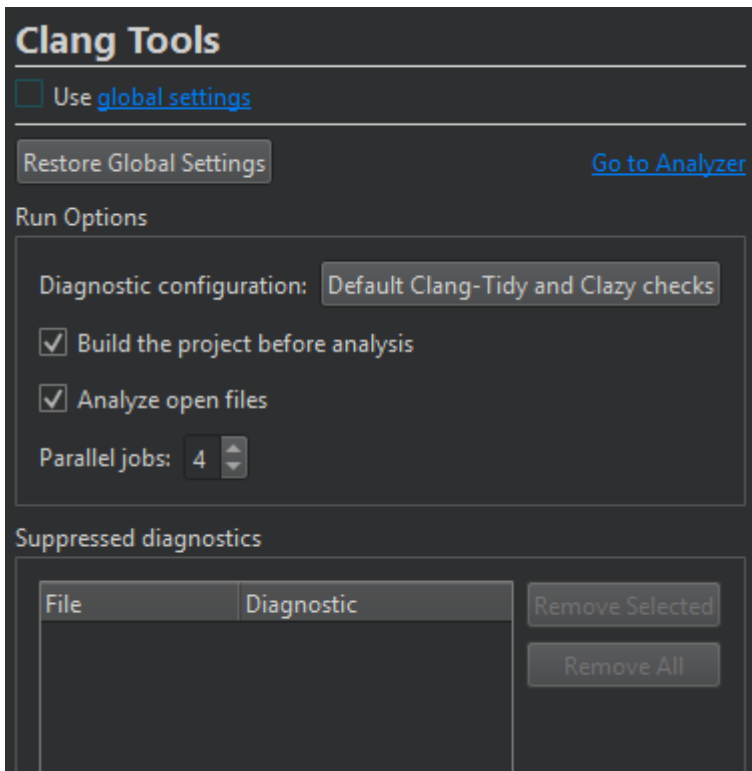 Clang Tools
Use global settings
Restore Global Settings Go to Analyzer
Run Options
Diagnostic configuration: Default Clang-Tidy and Clazy checks
Build the project before analysis
Analyze open files
Parallel jobs: 4
Suppressed diagnostics
File Diagnostic Remove Selected
Remove All